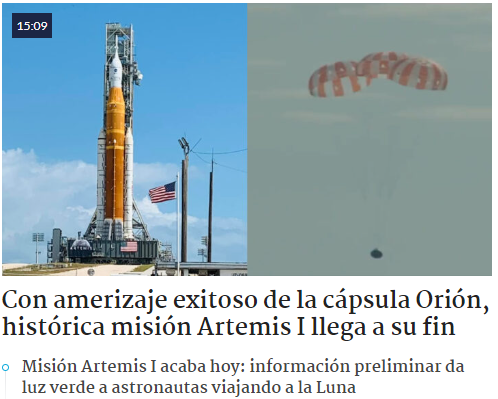 15:09
Con amerizaje exitoso de la cápsula Orión,
histórica misión Artemis I llega a su fin
Misión Artemis I acaba hoy: información preliminar da
luz verde a astronautas viajando a la Luna